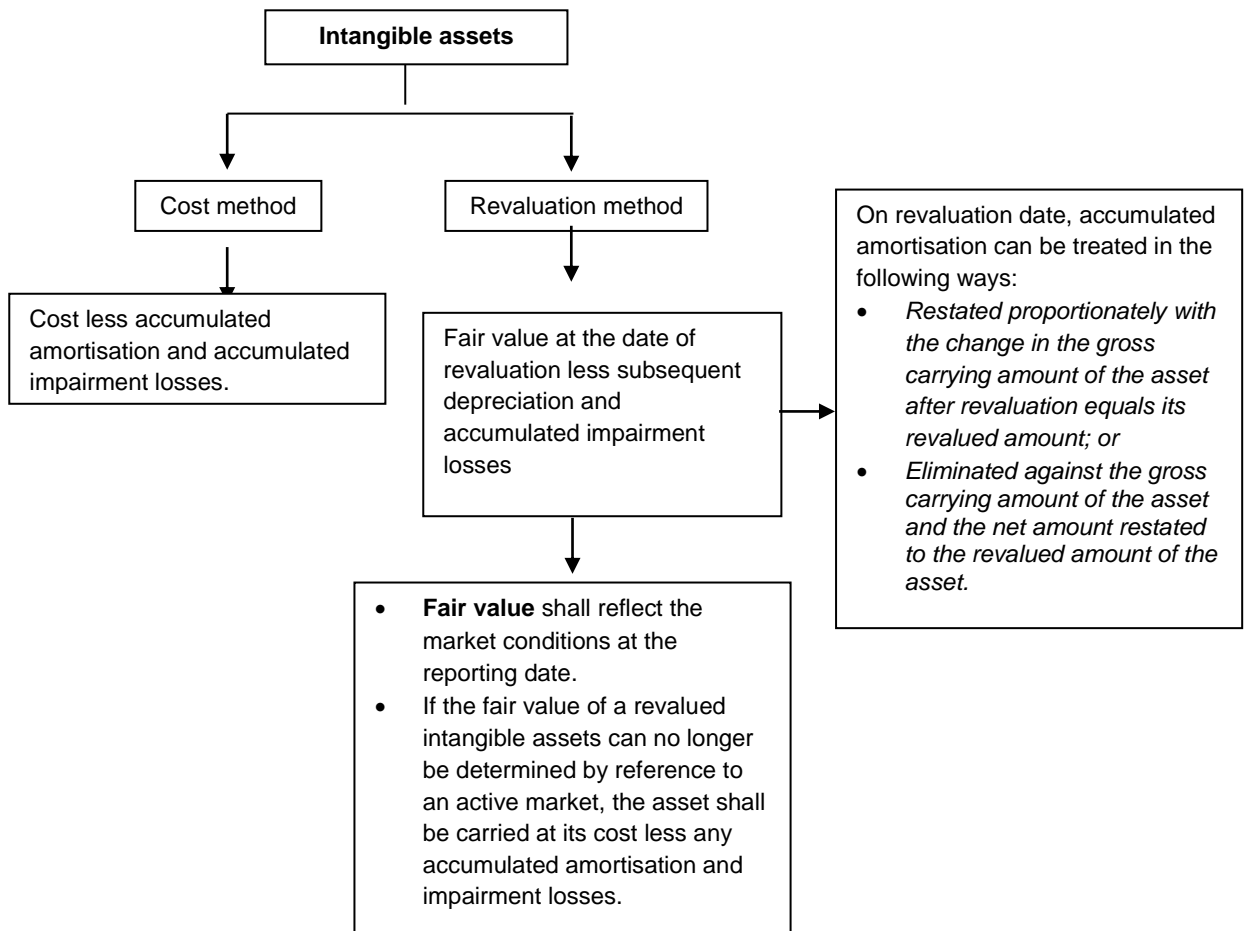 Intangible assets
Cost method
Revaluation method
Cost less accumulated
amortisation and accumulated
impairment losses.
Fair value at the date of
revaluation less subsequent
depreciation and
accumulated impairment
losses
On revaluation date, accumulated
amortisation can be treated in the
following ways:
• Restated proportionately with
the change in the gross
carrying amount of the asset
after revaluation equals its
revalued amount; or
• Eliminated against the gross
carrying amount of the asset
and the net amount restated
to the revalued amount of the
asset.
• Fair value shall reflect the
market conditions at the
reporting date.
• If the fair value of a revalued
intangible assets can no longer
be determined by reference to
an active market, the asset shall
be carried at its cost less any
accumulated amortisation and
impairment losses.